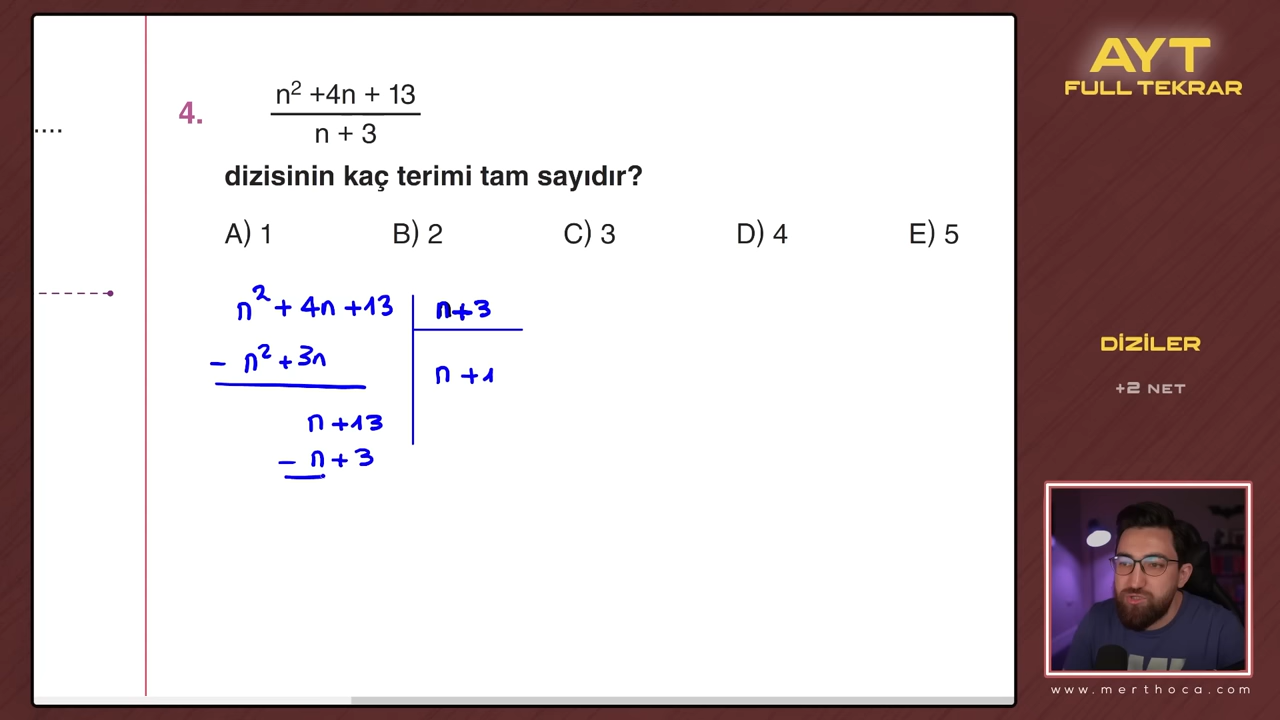 AYT
FULL TEKRAR
....
4.
n² +4n + 13
n + 3
dizisinin kaç terimi tam sayıdır?
A) 1 B) 2 C) 3 D) 4 E) 5
n² + 4n + 13 n+3
− n² + 3n n + 1
n + 13
− n + 3
DİZİLER
+2 NET
www.merthoca.com